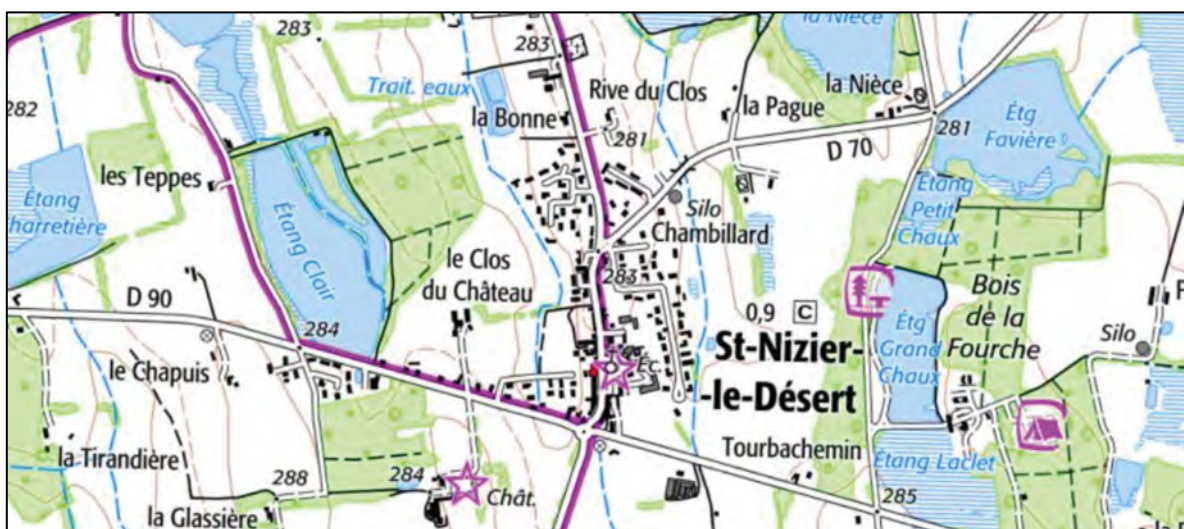 la Nièce
283
283
282
Trait. eaux
Rive du Clos
la Nièce
la Pague
la Bonne
Étg
Favière
281
281
D 70
les Teppes
Étang
Étang Clair
Silo
Chambillard
Étang
Petit
Chaux
le Clos
du Château
283
D 90
284
0,9 C
Bois
de la
Fourche
Étg
Grand
Chaux
Silo
St-Nizier-
-le-Désert
le Chapuis
la Tirandière
Tourbachemin
Étang Laclet
288
284
Chât.
285
la Glassière